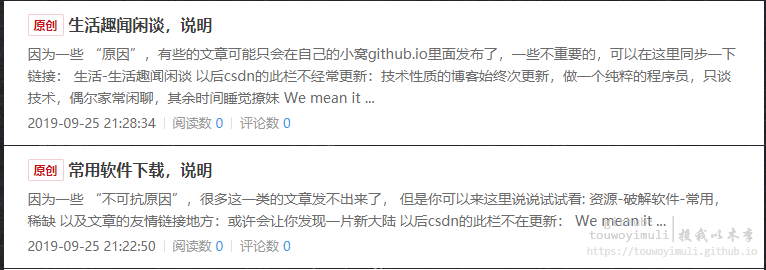 原创 生活趣闻闲谈，说明
因为一些 “原因”，有些的文章可能只会在自己的小窝github.io里面发布了，一些不重要的，可以在这里同步一下
链接： 生活-生活趣闻闲谈 以后csdn的此栏不经常更新：技术性质的博客始终次更新，做一个纯粹的程序员，只谈
技术，偶尔家常闲聊，其余时间睡觉撩妹 We mean it ...
2019-09-25 21:28:34 阅读数 0 评论数 0
原创 常用软件下载，说明
因为一些 “不可抗原因”，很多这一类的文章发不出来了， 但是你可以来这里说说试试看: 资源-破解软件-常用，
稀缺 以及文章的友情链接地方：或许会让你发现一片新大陆 以后csdn的此栏不在更新： We mean it ...
2019-09-25 21:22:50 阅读数 0 评论数 0
touwoyimuli 投我以木李
https://touwoyimuli.github.io